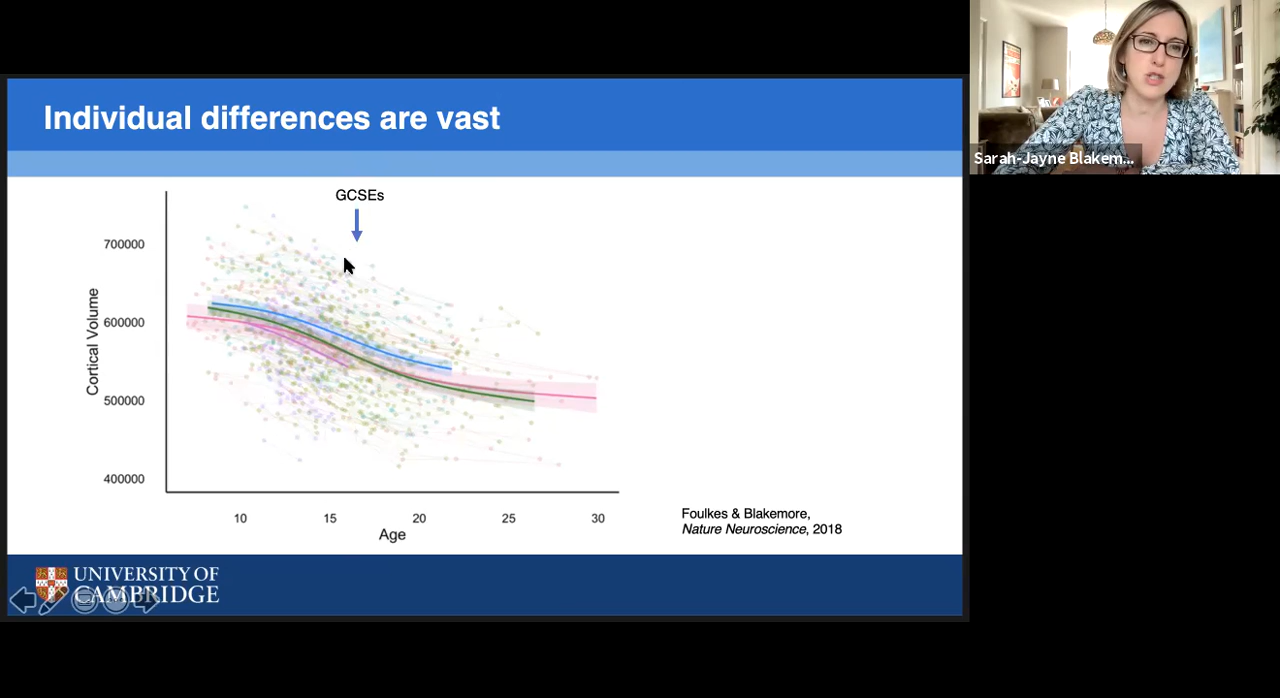 Individual differences are vast
Sarah-Jayne Blakem...
GCSEs
700000
600000
500000
400000
Cortical Volume
10 15 20 25 30
Age
Foulkes & Blakemore,
Nature Neuroscience, 2018
UNIVERSITY OF
CAMBRIDGE